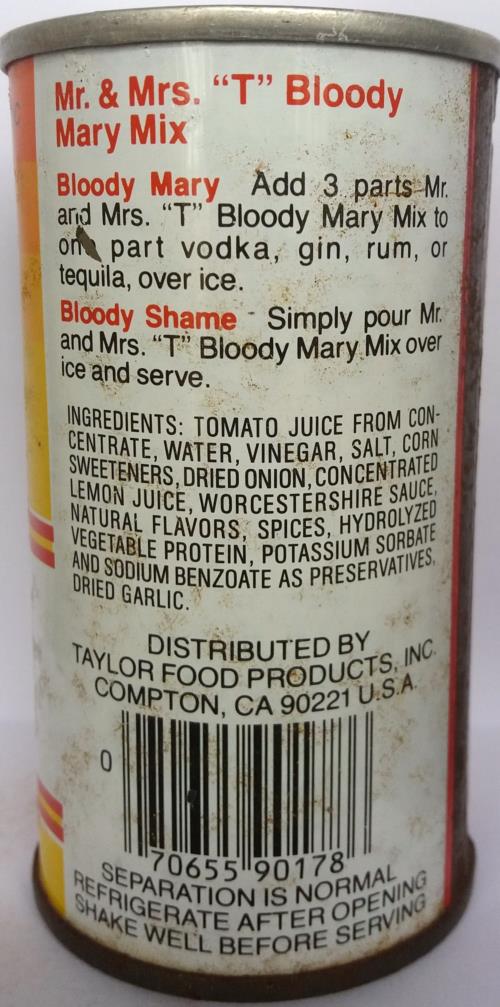 Mr. & Mrs. “T” Bloody
Mary Mix
Bloody Mary Add 3 parts Mr.
and Mrs. “T” Bloody Mary Mix to
one part vodka, gin, rum, or
tequila, over ice.
Bloody Shame - Simply pour Mr.
and Mrs. “T” Bloody Mary Mix over
ice and serve.
INGREDIENTS: TOMATO JUICE FROM CON-
CENTRATE, WATER, VINEGAR, SALT, CORN
SWEETENERS, DRIED ONION, CONCENTRATED
LEMON JUICE, WORCESTERSHIRE SAUCE,
NATURAL FLAVORS, SPICES, HYDROLYZED
VEGETABLE PROTEIN, POTASSIUM SORBATE
AND SODIUM BENZOATE AS PRESERVATIVES,
DRIED GARLIC.
DISTRIBUTED BY
TAYLOR FOOD PRODUCTS, INC.
COMPTON, CA 90221 U.S.A.
0
70655 90178
SEPARATION IS NORMAL
REFRIGERATE AFTER OPENING
SHAKE WELL BEFORE SERVING